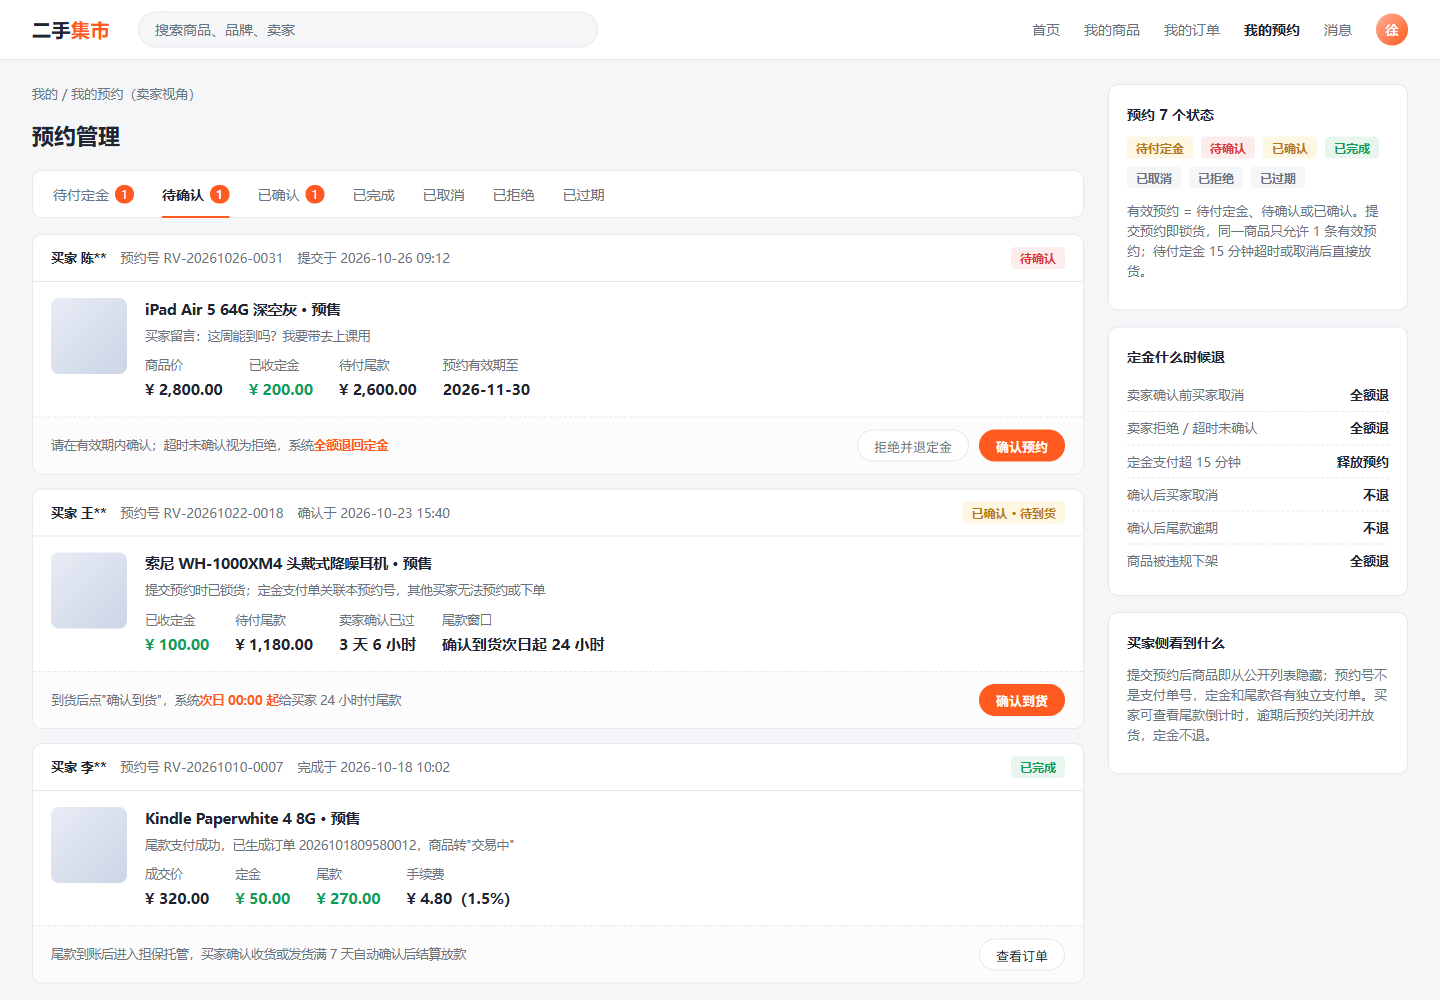 二手集市
搜索商品、品牌、卖家
首页 我的商品 我的订单 我的预约 消息 徐
我的 / 我的预约（卖家视角）
预约管理
待付定金 1 待确认 1 已确认 1 已完成 已取消 已拒绝 已过期
买家 陈** 预约号 RV-20261026-0031 提交于 2026-10-26 09:12 待确认
iPad Air 5 64G 深空灰 • 预售
买家留言：这周能到吗？我要带去上课用
商品价 已收定金 待付尾款 预约有效期至
¥ 2,800.00 ¥ 200.00 ¥ 2,600.00 2026-11-30
请在有效期内确认；超时未确认视为拒绝，系统全额退回定金
拒绝并退定金 确认预约
买家 王** 预约号 RV-20261022-0018 确认于 2026-10-23 15:40 已确认 • 待到货
索尼 WH-1000XM4 头戴式降噪耳机 • 预售
提交预约时已锁货；定金支付单关联本预约号，其他买家无法预约或下单
已收定金 待付尾款 卖家确认已过 尾款窗口
¥ 100.00 ¥ 1,180.00 3 天 6 小时 确认到货次日起 24 小时
到货后点"确认到货"，系统次日 00:00 起给买家 24 小时付尾款
确认到货
买家 李** 预约号 RV-20261010-0007 完成于 2026-10-18 10:02 已完成
Kindle Paperwhite 4 8G • 预售
尾款支付成功，已生成订单 2026101809580012，商品转"交易中"
成交价 定金 尾款 手续费
¥ 320.00 ¥ 50.00 ¥ 270.00 ¥ 4.80（1.5%）
尾款到账后进入担保托管，买家确认收货或发货满 7 天自动确认后结算放款
查看订单
预约 7 个状态
待付定金 待确认 已确认 已完成
已取消 已拒绝 已过期
有效预约 = 待付定金、待确认或已确认。提
交预约即锁货，同一商品只允许 1 条有效预
约；待付定金 15 分钟超时或取消后直接放
货。
定金什么时候退
卖家确认前买家取消 全额退
卖家拒绝 / 超时未确认 全额退
定金支付超 15 分钟 释放预约
确认后买家取消 不退
确认后尾款逾期 不退
商品被违规下架 全额退
买家侧看到什么
提交预约后商品即从公开列表隐藏；预约号不
是支付单号，定金和尾款各有独立支付单。买
家可查看尾款倒计时，逾期后预约关闭并放
货，定金不退。